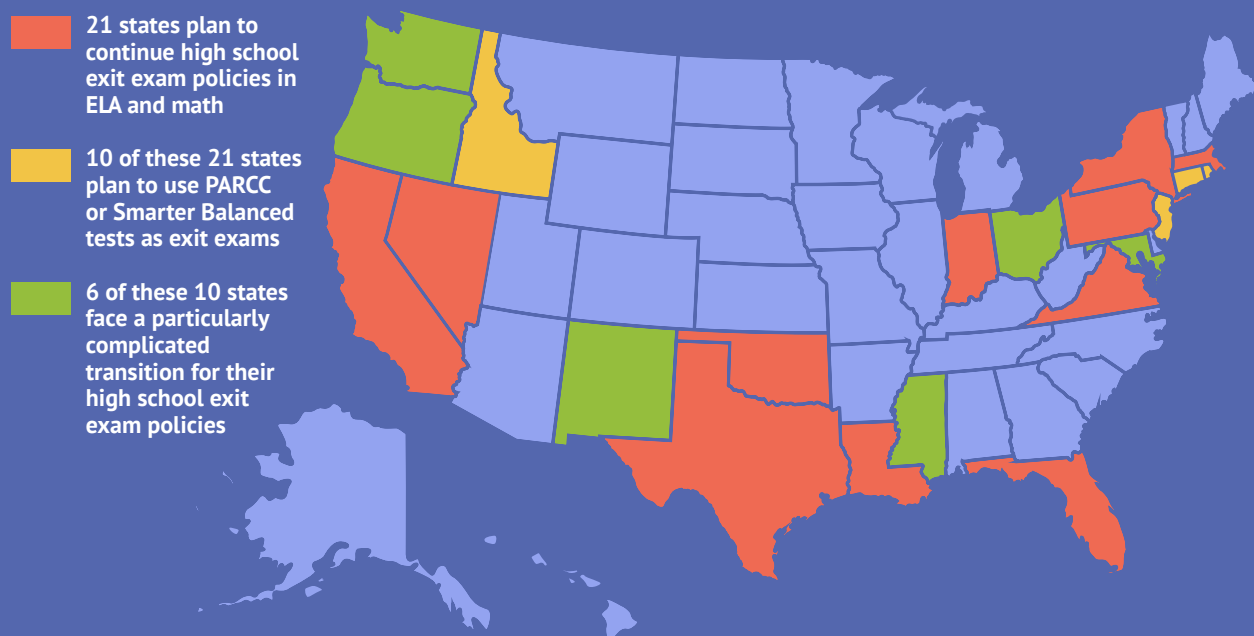 21 states plan to
continue high school
exit exam policies in
ELA and math
10 of these 21 states
plan to use PARCC
or Smarter Balanced
tests as exit exams
6 of these 10 states
face a particularly
complicated
transition for their
high school exit
exam policies